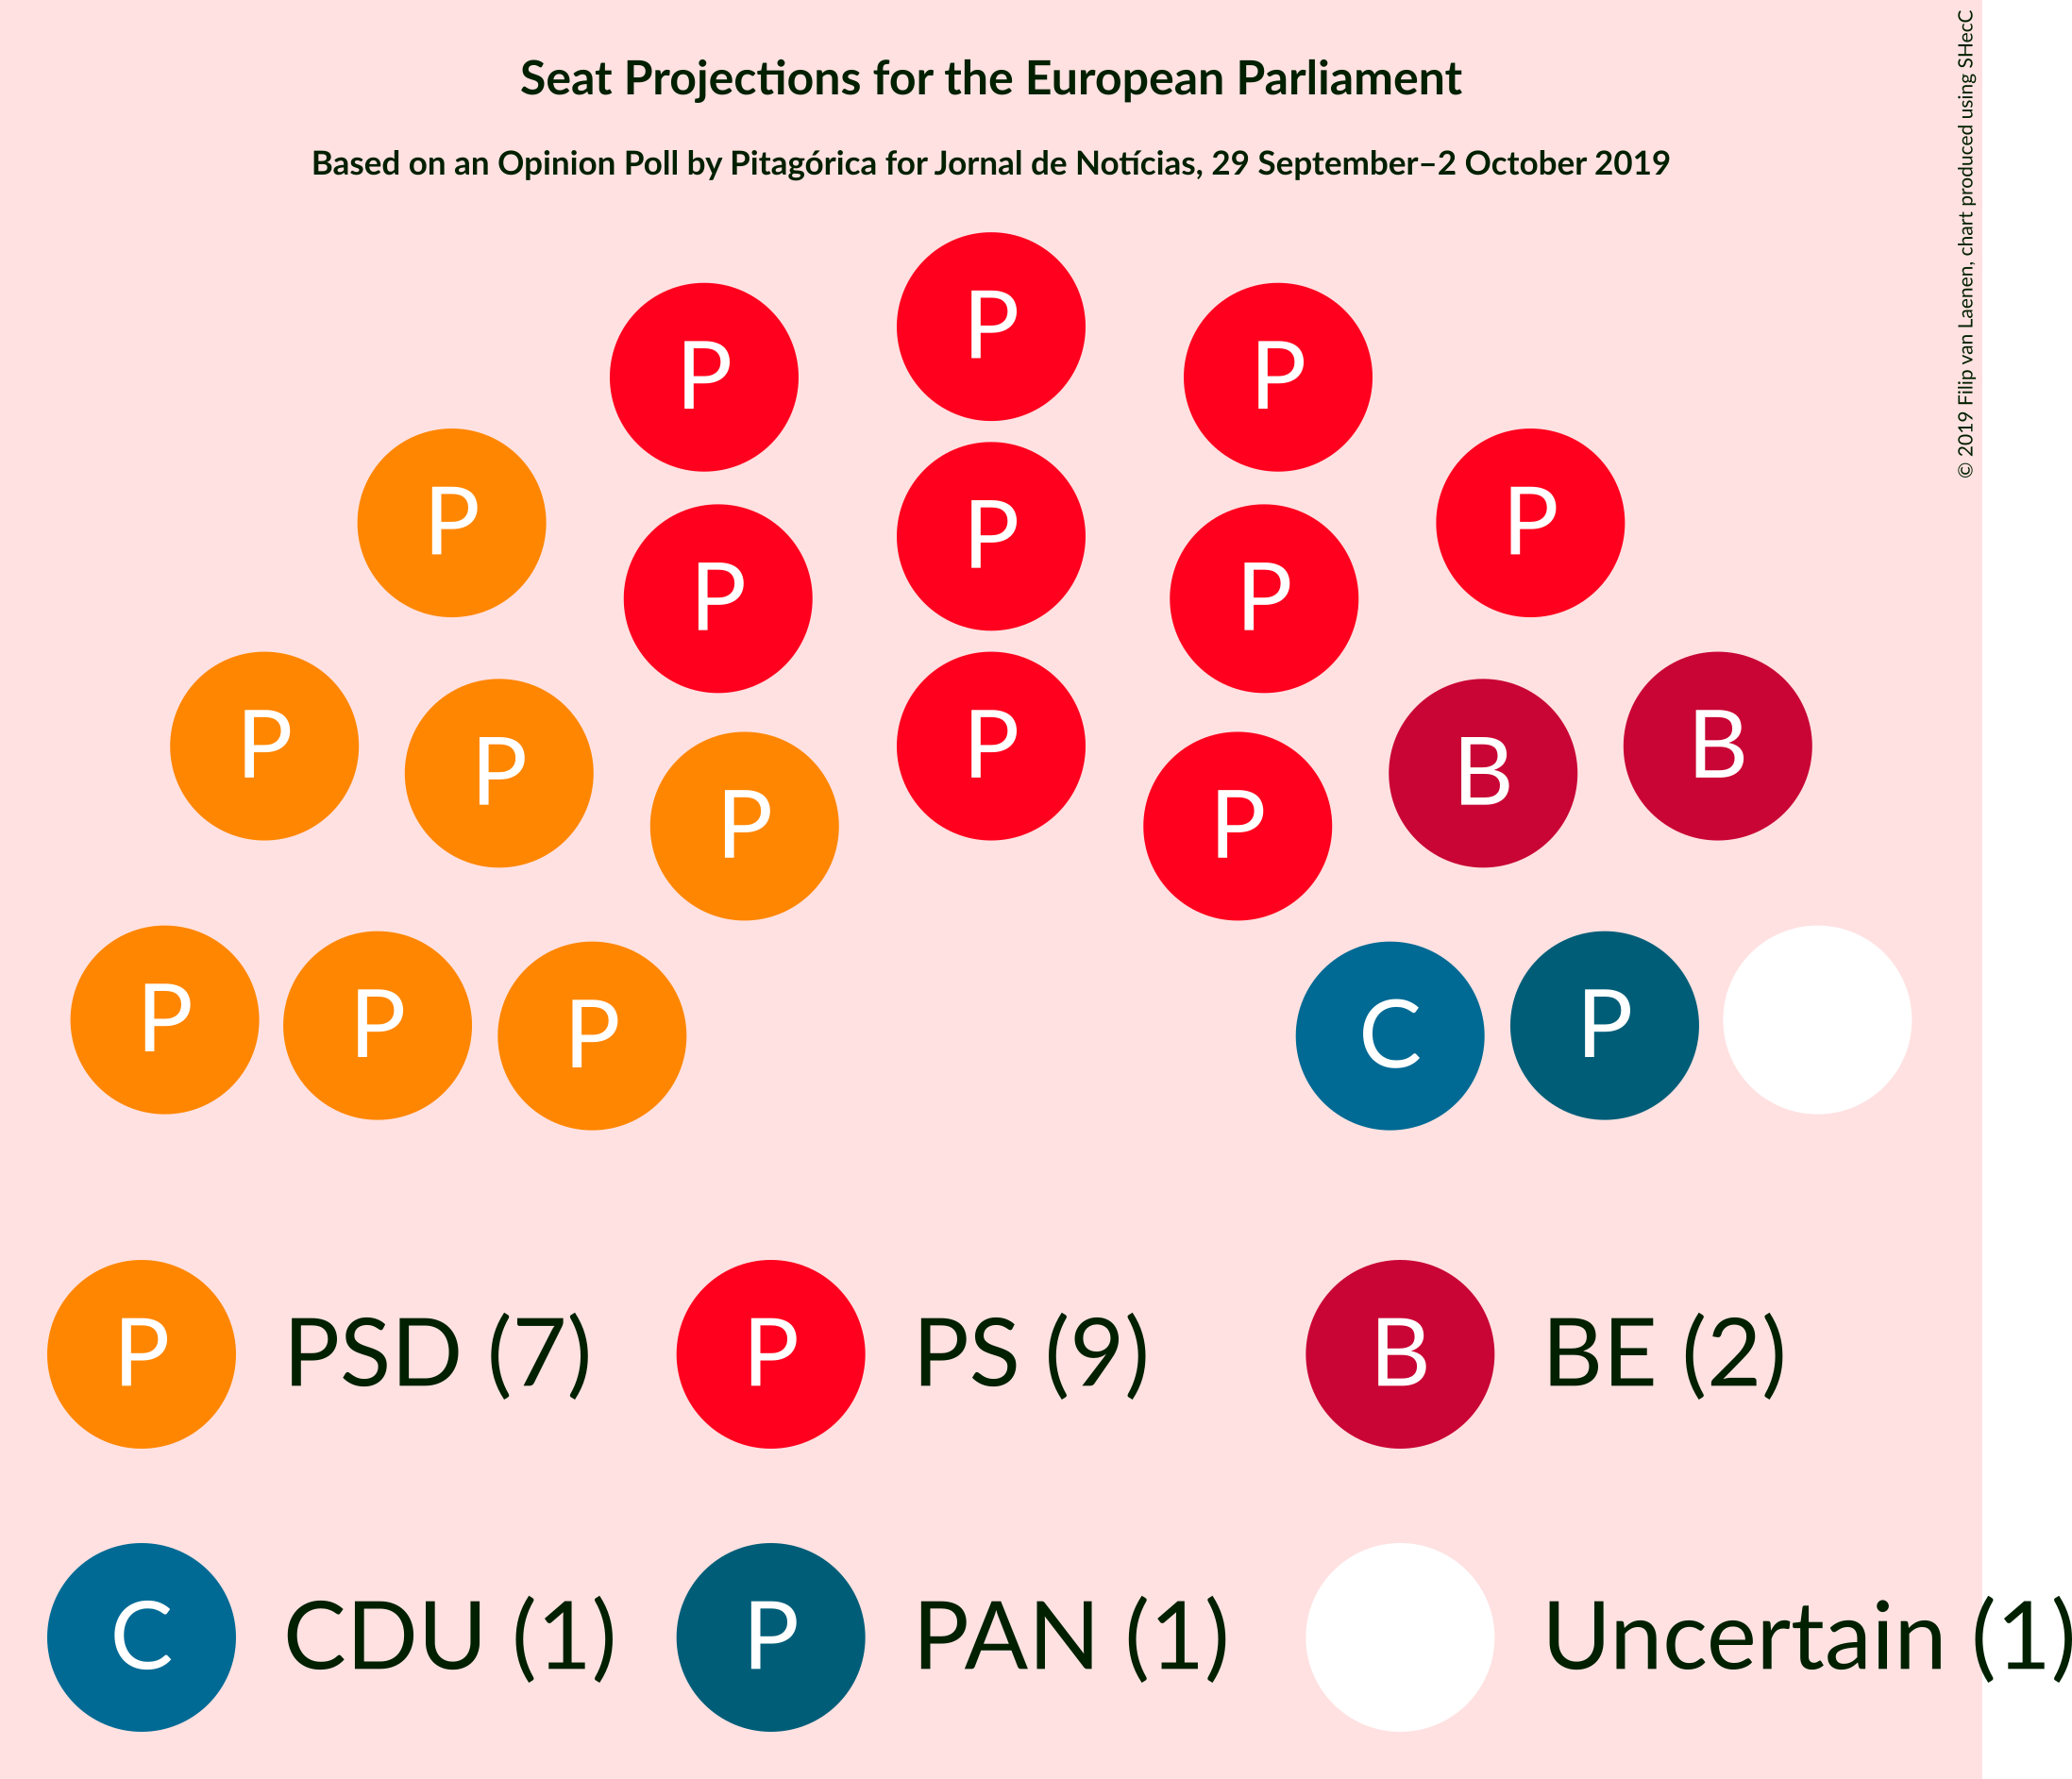 Seat Projections for the European Parliament
Based on an Opinion Poll by Pitagórica for Jornal de Notícias, 29 September–2 October 2019
© 2019 Filip van Laenen, chart produced using SHecC
P
P P
P P
P
P P
P P
B B
P P
P P
P P P
C P
P PSD (7) P PS (9) B BE (2)
C CDU (1) P PAN (1) Uncertain (1)